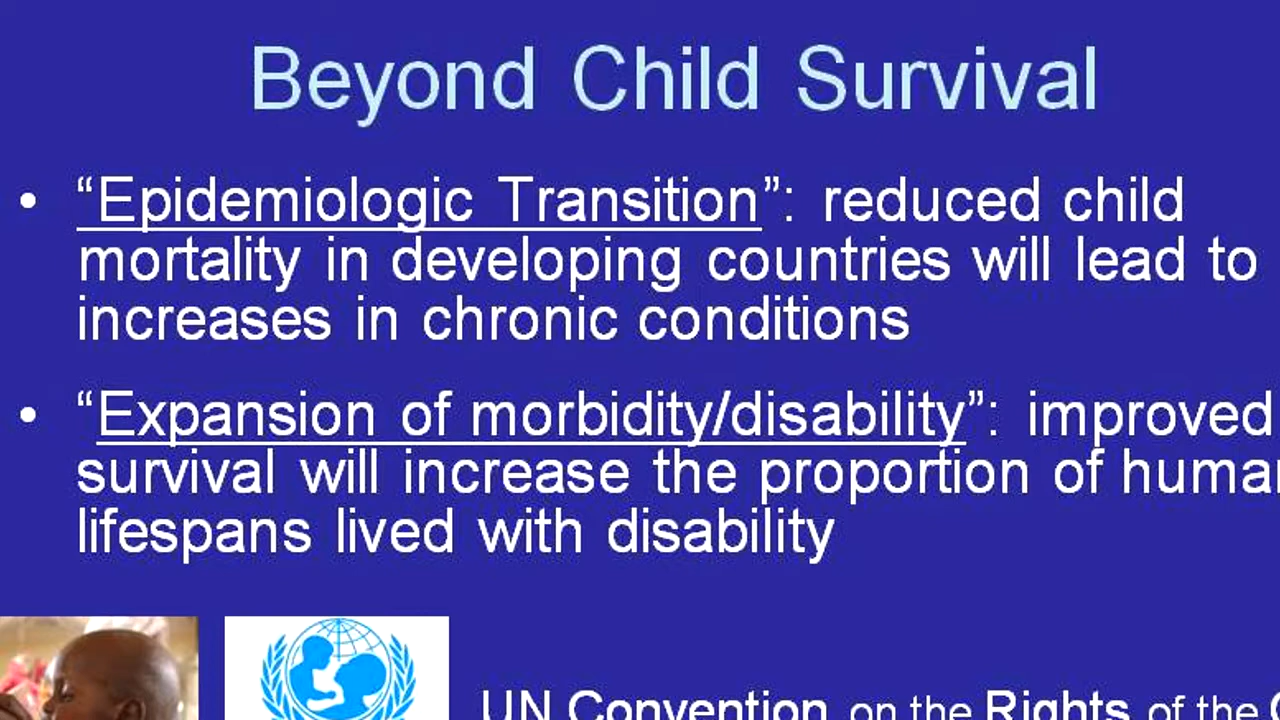 Beyond Child Survival
• “Epidemiologic Transition”: reduced child
mortality in developing countries will lead to
increases in chronic conditions
• “Expansion of morbidity/disability”: improved
survival will increase the proportion of
lifespans lived with disability
UN Convention on the Rights of the